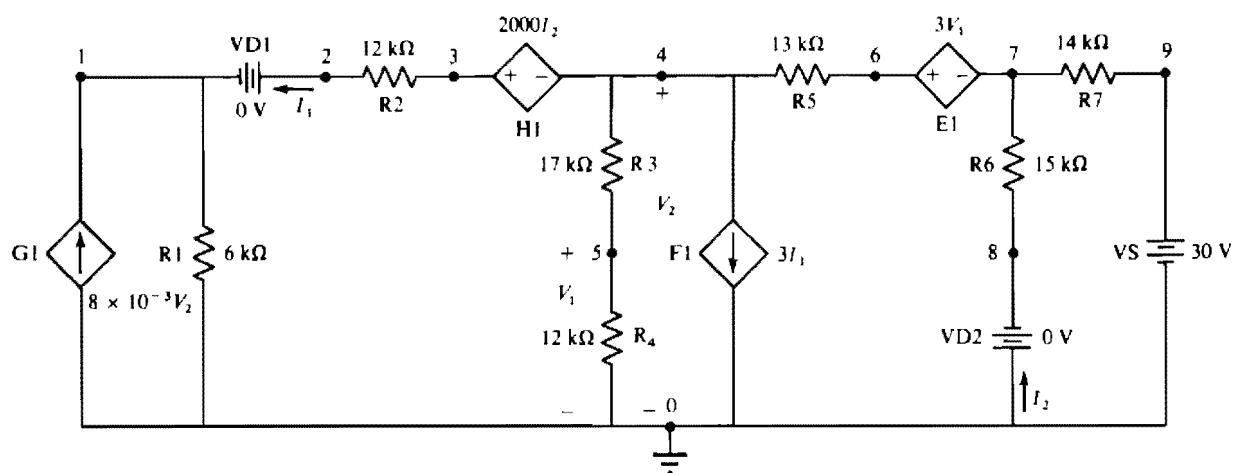 1
VD1
0 V
I₁
2
12 kΩ
R2
3
2000I₂
+ −
H1
4
+
13 kΩ
R5
6
3V₁
+ −
E1
7
14 kΩ
R7
9
17 kΩ
R3
R6
15 kΩ
V₂
G1
8 × 10⁻³V₂
R1
6 kΩ
+
5
V₁
12 kΩ
R₄
F1
3I₁
8
VS
30 V
VD2
0 V
I₂
−
−
0